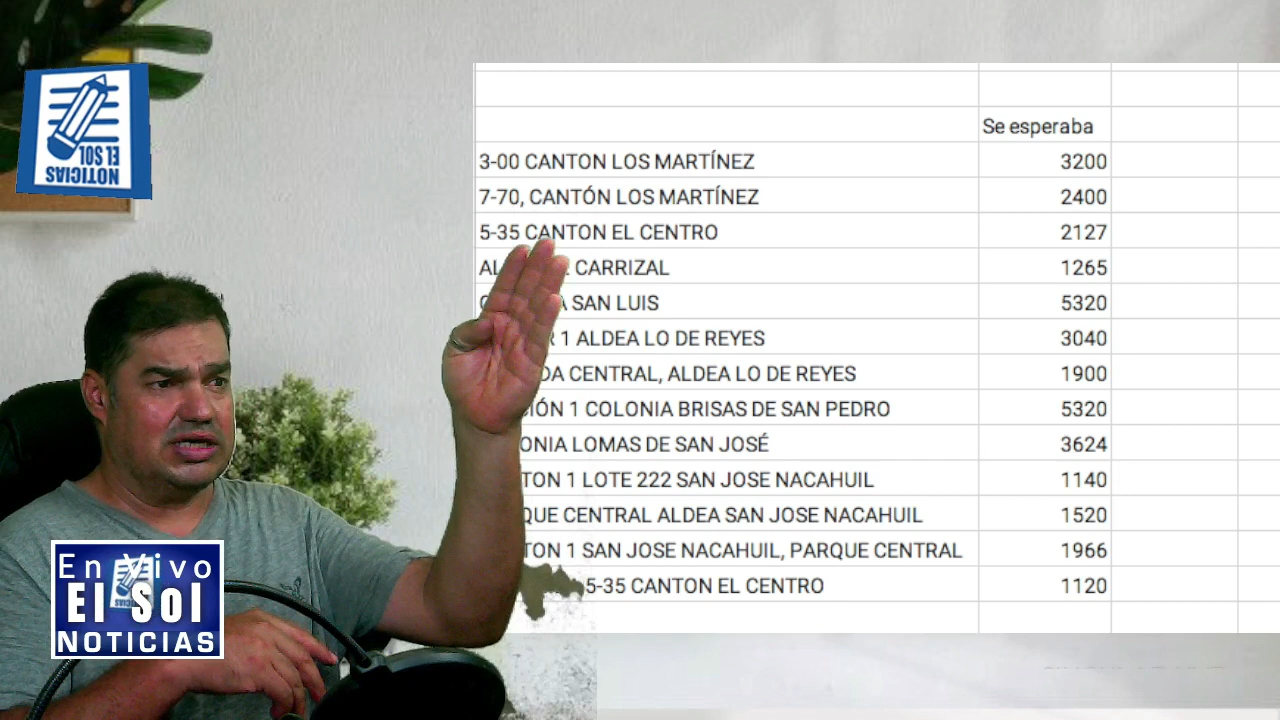 NOTICIAS
EL SOL
Se esperaba
3-00 CANTON LOS MARTÍNEZ 3200
7-70, CANTÓN LOS MARTÍNEZ 2400
5-35 CANTON EL CENTRO 2127
CARRIZAL 1265
SAN LUIS 5320
1 ALDEA LO DE REYES 3040
CENTRAL, ALDEA LO DE REYES 1900
1 COLONIA BRISAS DE SAN PEDRO 5320
LOMAS DE SAN JOSÉ 3624
1 LOTE 222 SAN JOSE NACAHUIL 1140
CENTRAL ALDEA SAN JOSE NACAHUIL 1520
1 SAN JOSE NACAHUIL, PARQUE CENTRAL 1966
5-35 CANTON EL CENTRO 1120
En Vivo
El Sol
NOTICIAS